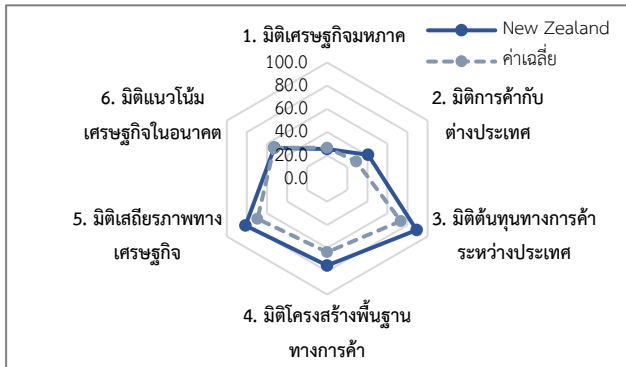 1. มิติเศรษฐกิจมหภาค
New Zealand
ค่าเฉลี่ย
100.0
80.0
60.0
40.0
20.0
0.0
2. มิติการค้ากับ
ต่างประเทศ
3. มิติต้นทุนทางการค้า
ระหว่างประเทศ
4. มิติโครงสร้างพื้นฐาน
ทางการค้า
5. มิติเสถียรภาพทาง
เศรษฐกิจ
6. มิติแนวโน้ม
เศรษฐกิจในอนาคต